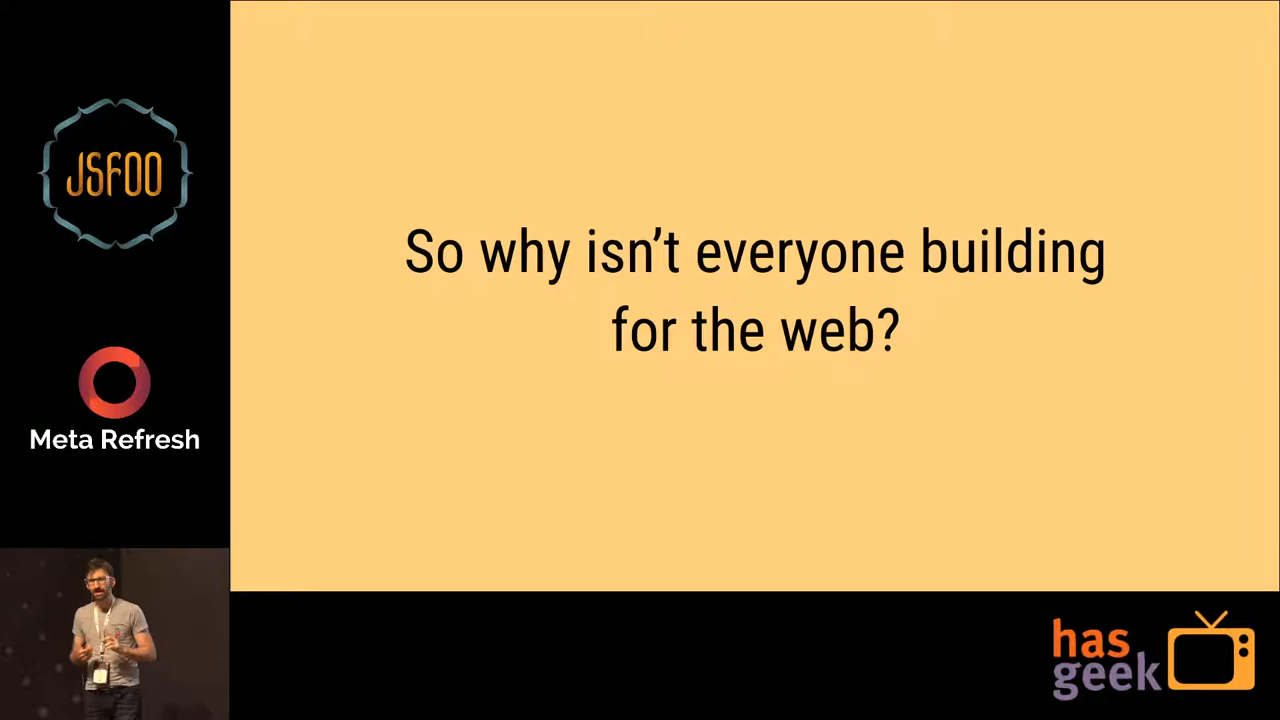 JSFOO
Meta Refresh
So why isn’t everyone building
for the web?
has
geek